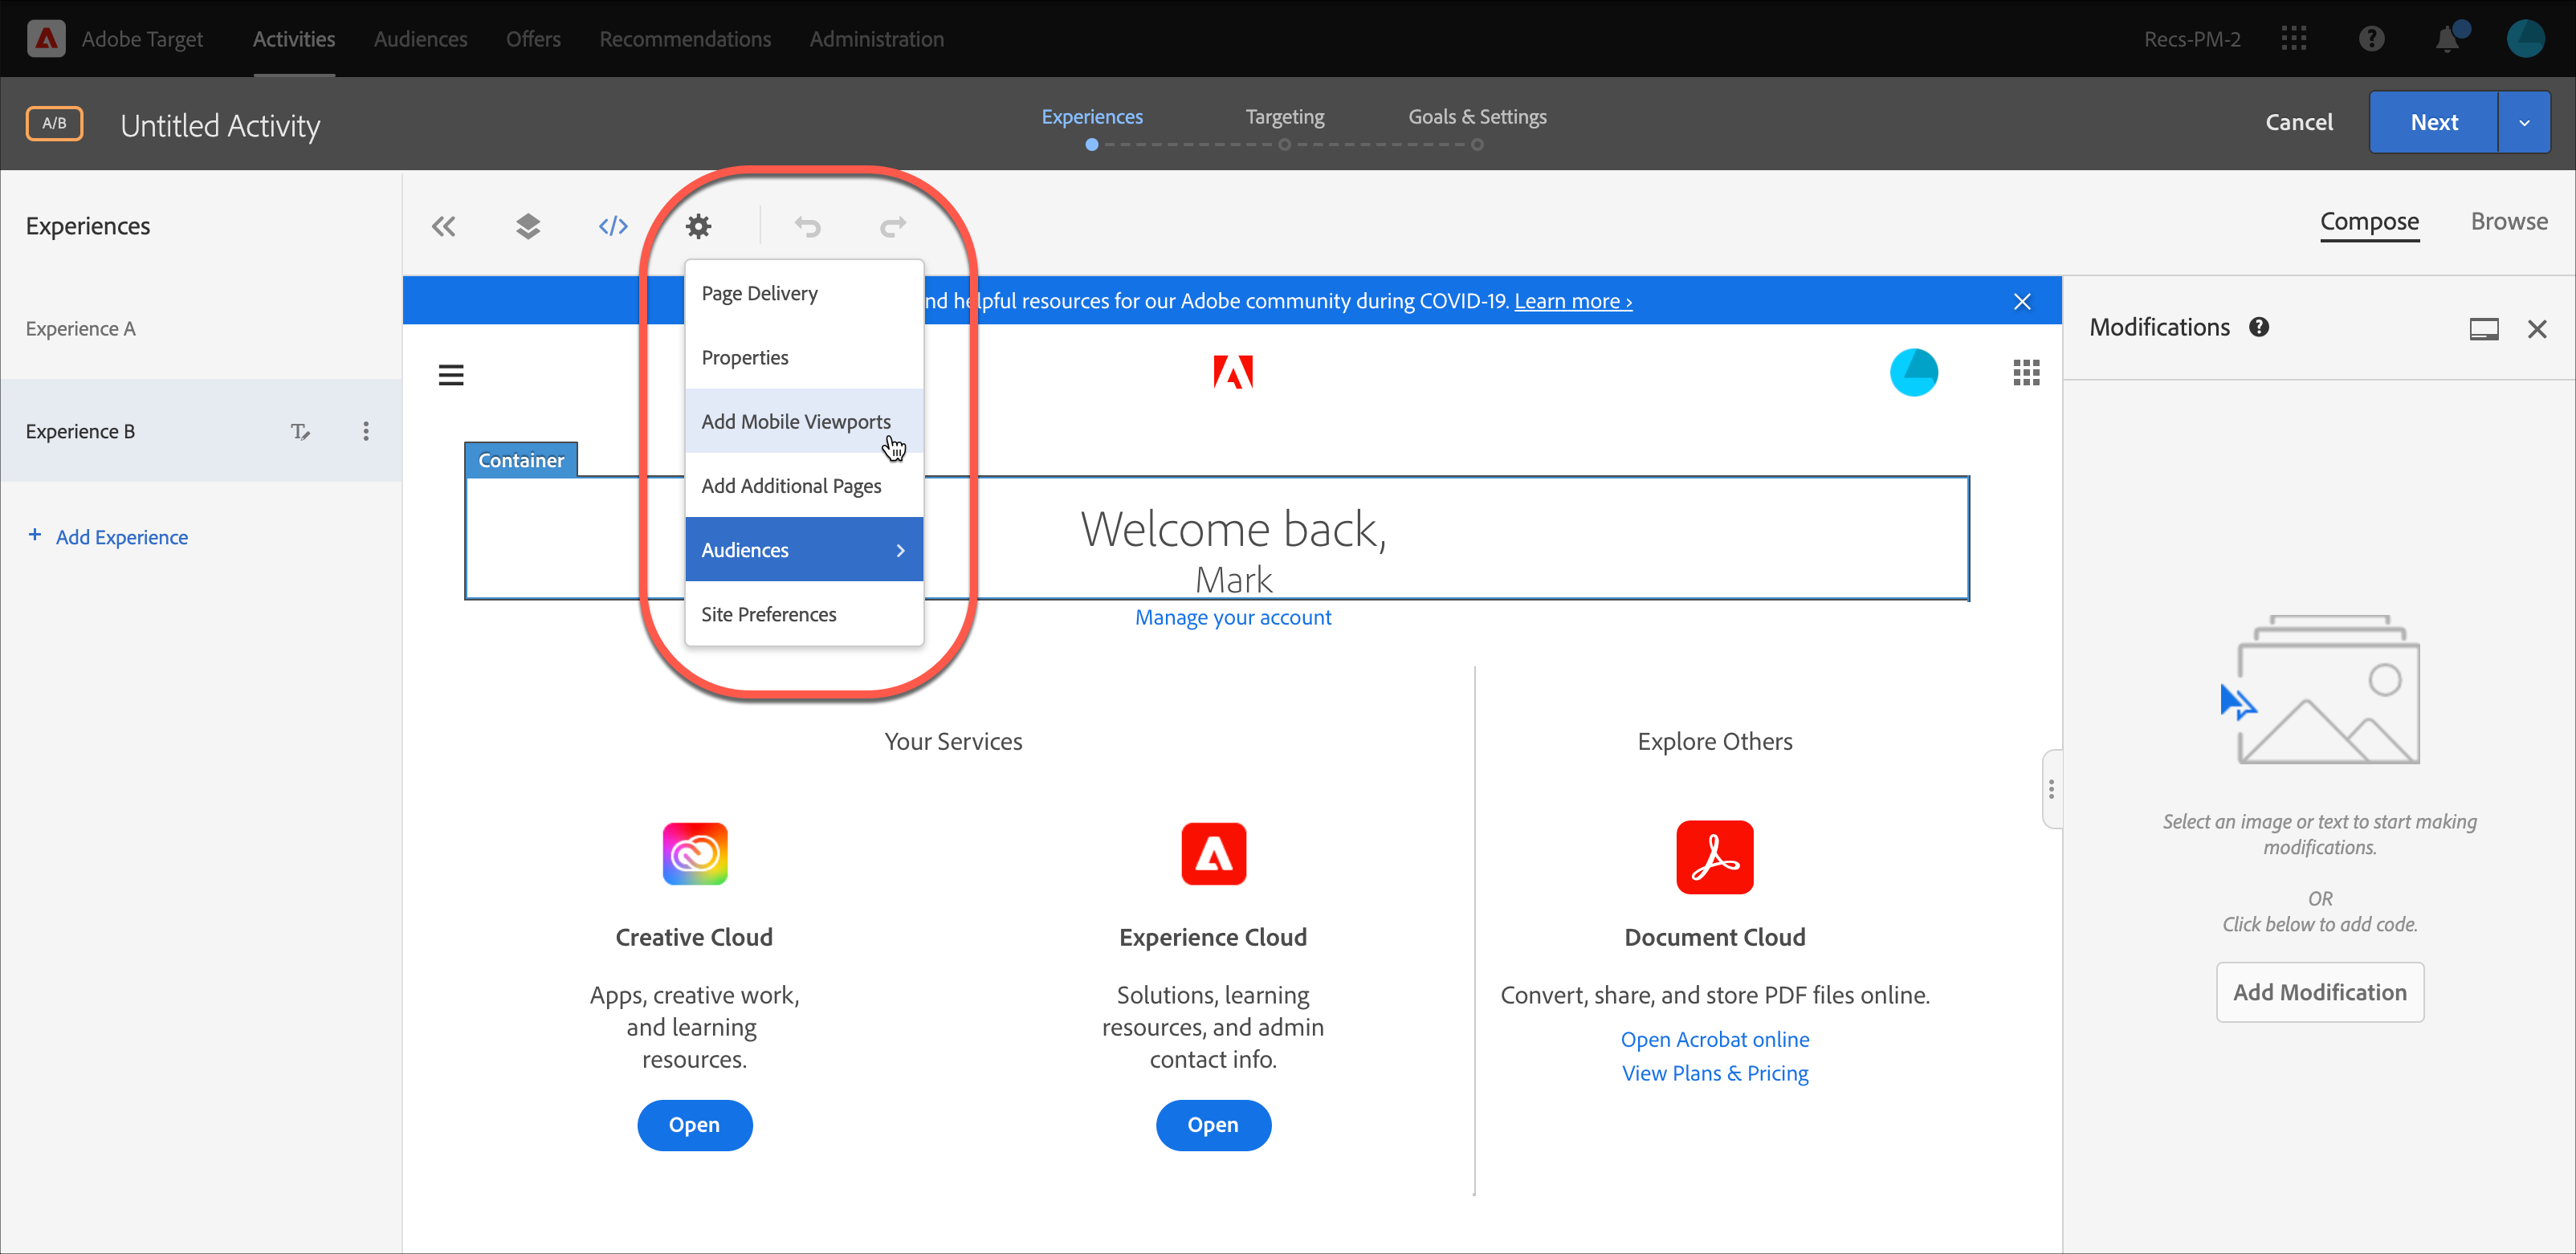 Adobe Target Activities Audiences Offers Recommendations Administration Recs-PM-2
A/B Untitled Activity
Experiences Targeting Goals & Settings
Cancel Next
Experiences
Experience A
Experience B
+ Add Experience
Compose Browse
Page Delivery
Properties
Add Mobile Viewports
Add Additional Pages
Audiences
Site Preferences
helpful resources for our Adobe community during COVID-19. Learn more ›
Container
Welcome back,
Mark
Manage your account
Your Services
Creative Cloud
Apps, creative work,
and learning
resources.
Open
Experience Cloud
Solutions, learning
resources, and admin
contact info.
Open
Explore Others
Document Cloud
Convert, share, and store PDF files online.
Open Acrobat online
View Plans & Pricing
Modifications
Select an image or text to start making
modifications.
OR
Click below to add code.
Add Modification